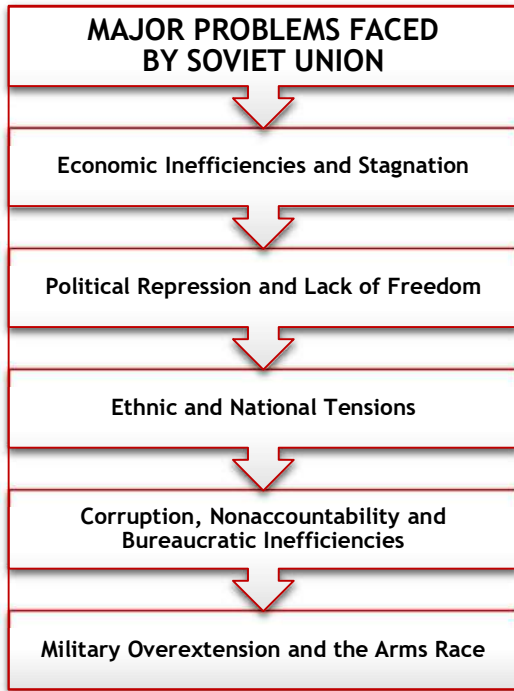 MAJOR PROBLEMS FACED
BY SOVIET UNION
Economic Inefficiencies and Stagnation
Political Repression and Lack of Freedom
Ethnic and National Tensions
Corruption, Nonaccountability and
Bureaucratic Inefficiencies
Military Overextension and the Arms Race